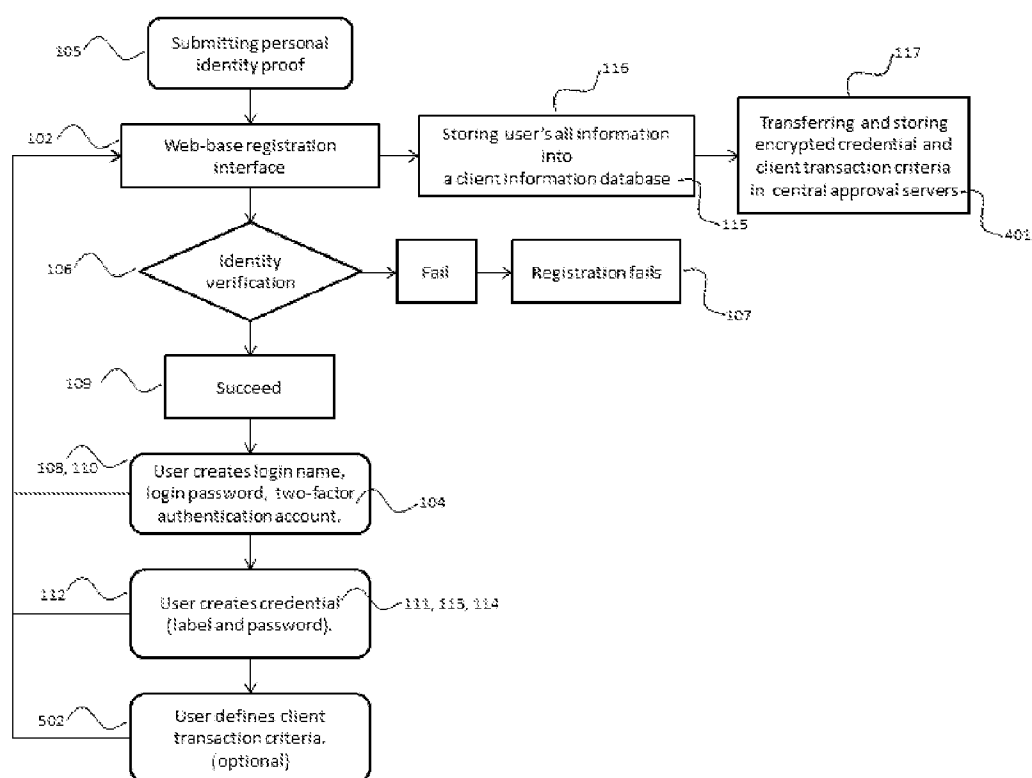 105
Submitting personal
identity proof
102
Web-base registration
interface
116
Storing user's all information
into
a client information database
115
117
Transferring and storing
encrypted credential and
client transaction criteria
in central approval servers
401
106
Identity
verification
Fail
Registration fails
107
109
Succeed
108, 110
User creates login name,
login password, two-factor
authentication account.
104
112
User creates credential
(label and password).
111, 113, 114
502
User defines client
transaction criteria.
(optional)